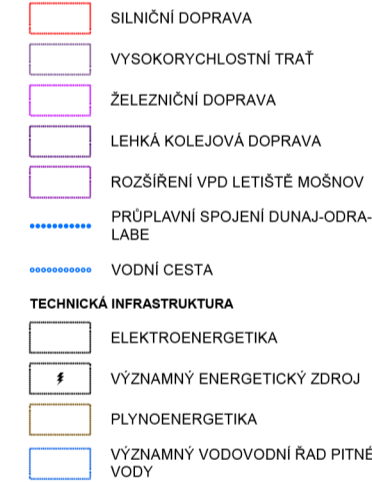 SILNIČNÍ DOPRAVA
VYSOKORYCHLOSTNÍ TRAŤ
ŽELEZNIČNÍ DOPRAVA
LEHKÁ KOLEJOVÁ DOPRAVA
ROZŠÍŘENÍ VPD LETIŠTĚ MOŠNOV
PRŮPLAVNÍ SPOJENÍ DUNAJ-ODRA-
LABE
VODNÍ CESTA
TECHNICKÁ INFRASTRUKTURA
ELEKTROENERGETIKA
VÝZNAMNÝ ENERGETICKÝ ZDROJ
PLYNOENERGETIKA
VÝZNAMNÝ VODOVODNÍ ŘAD PITNÉ
VODY